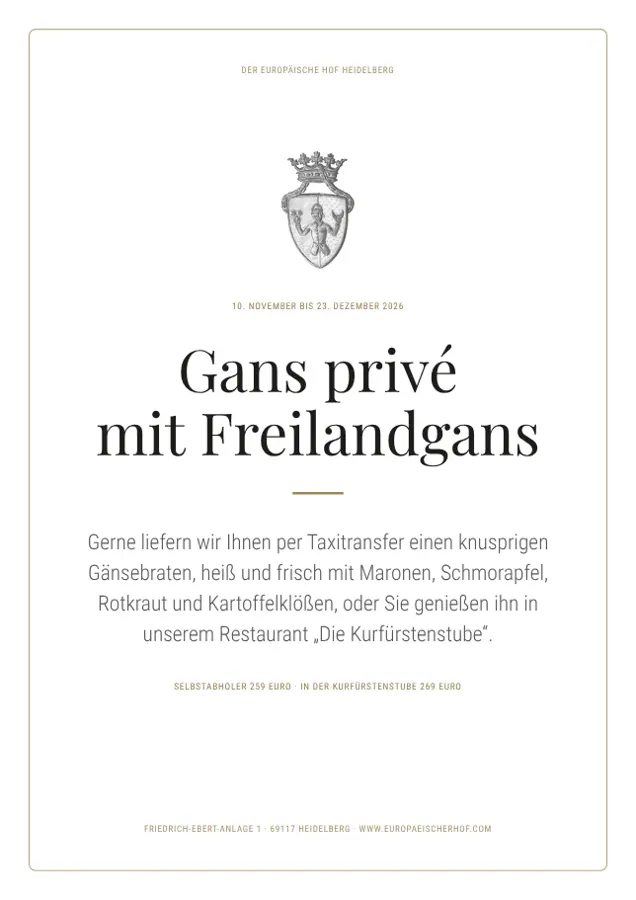 DER EUROPÄISCHE HOF HEIDELBERG
10. NOVEMBER BIS 23. DEZEMBER 2026
Gans privé
mit Freilandgans
Gerne liefern wir Ihnen per Taxitransfer einen knusprigen
Gänsebraten, heiß und frisch mit Maronen, Schmorapfel,
Rotkraut und Kartoffelklößen, oder Sie genießen ihn in
unserem Restaurant „Die Kurfürstenstube“.
SELBSTABHOLER 259 EURO · IN DER KURFÜRSTENSTUBE 269 EURO
FRIEDRICH-EBERT-ANLAGE 1 · 69117 HEIDELBERG · WWW.EUROPAEISCHERHOF.COM